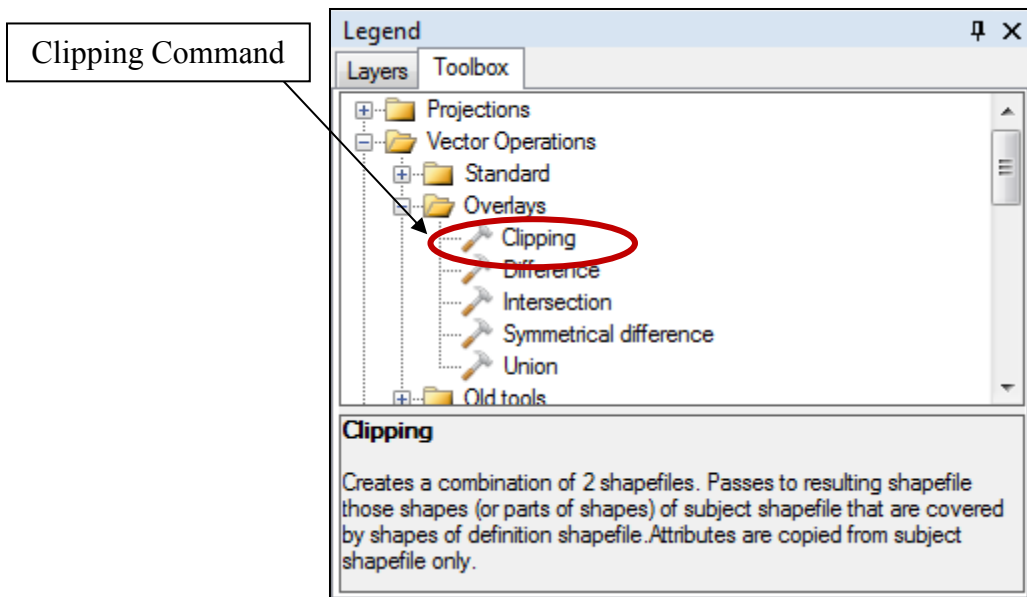 Clipping Command
Legend
Layers Toolbox
Projections
Vector Operations
Standard
Overlays
Clipping
Difference
Intersection
Symmetrical difference
Union
Old tools
Clipping
Creates a combination of 2 shapefiles. Passes to resulting shapefile
those shapes (or parts of shapes) of subject shapefile that are covered
by shapes of definition shapefile.Attributes are copied from subject
shapefile only.